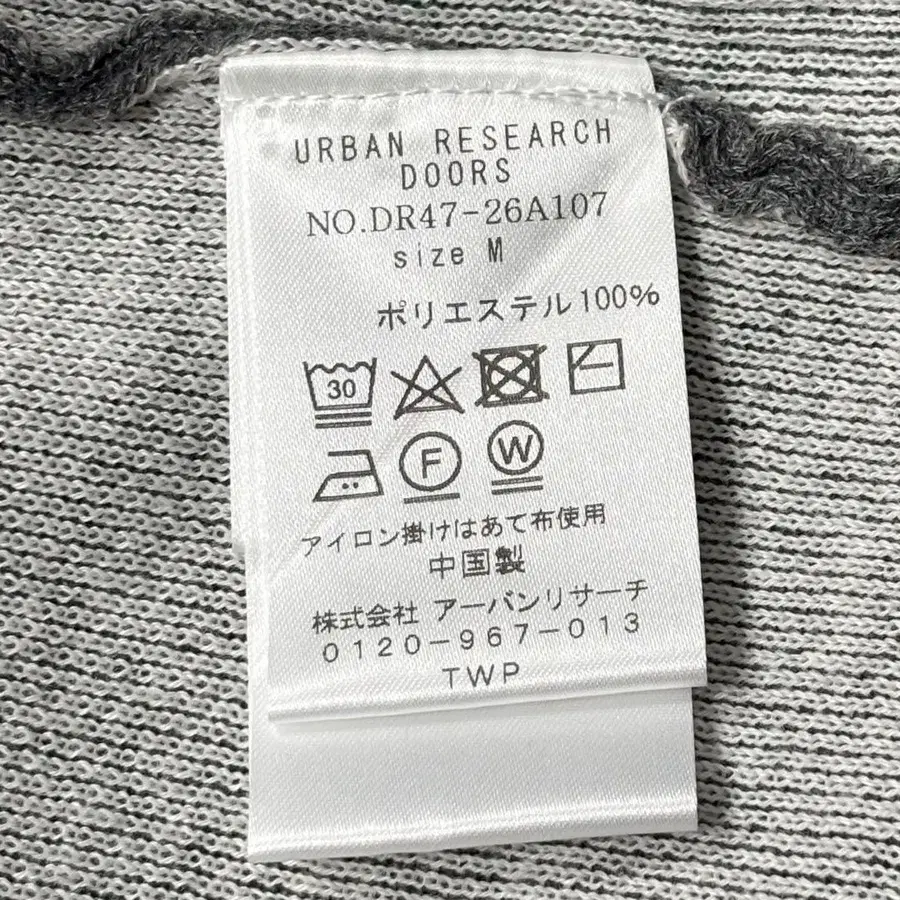 URBAN RESEARCH
DOORS
NO.DR47-26A107
size M
ポリエステル100%
30
F
W
アイロン掛けはあて布使用
中国製
株式会社 アーバンリサーチ
0120-967-013
TWP